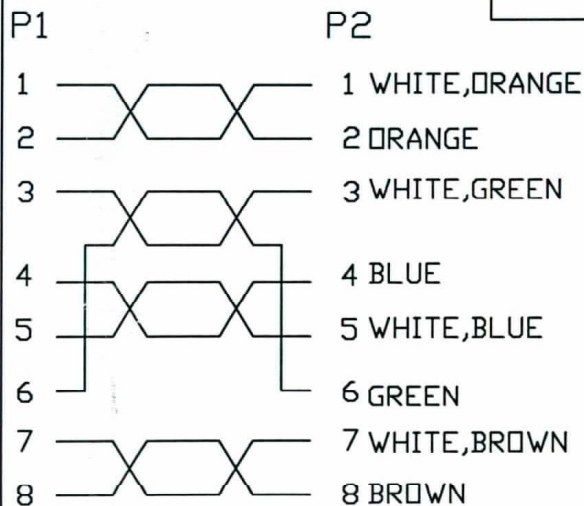 P1 P2
1 1 WHITE,ORANGE
2 2 ORANGE
3 3 WHITE,GREEN
4 4 BLUE
5 5 WHITE,BLUE
6 6 GREEN
7 7 WHITE,BROWN
8 8 BROWN